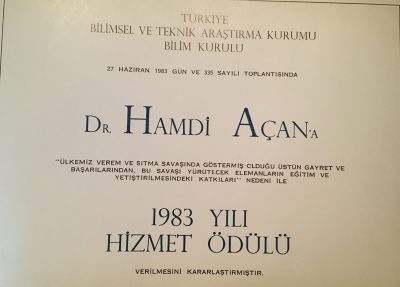 TÜRKİYE
BİLİMSEL VE TEKNİK ARAŞTIRMA KURUMU
BİLİM KURULU
27 HAZİRAN 1983 GÜN VE 335 SAYILI TOPLANTISINDA
DR. HAMDİ AÇAN'A
"ÜLKEMİZ VEREM VE SITMA SAVAŞINDA GÖSTERMİŞ OLDUĞU ÜSTÜN GAYRET VE
BAŞARILARINDAN, BU SAVAŞI YÜRÜTECEK ELEMANLARIN EĞİTİM VE
YETİŞTİRİLMESİNDEKİ KATKILARI" NEDENİ İLE
1983 YILI
HİZMET ÖDÜLÜ
VERİLMESİNİ KARARLAŞTIRMIŞTIR.